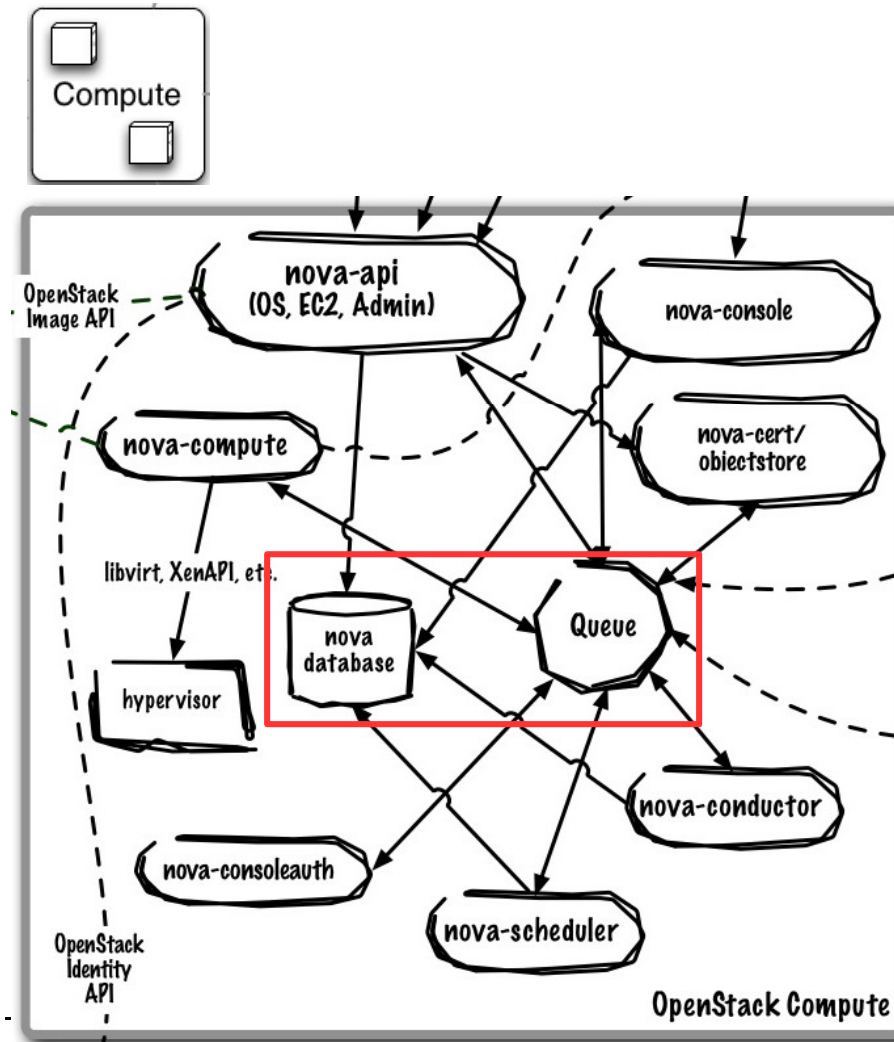 Compute
nova-api
(OS, EC2, Admin)
OpenStack
Image API
nova-console
nova-compute
nova-cert/
obiectstore
libvirt, XenAPI, etc.
nova
database
Queue
hypervisor
nova-conductor
nova-consoleauth
nova-scheduler
OpenStack
Identity
API
OpenStack Compute